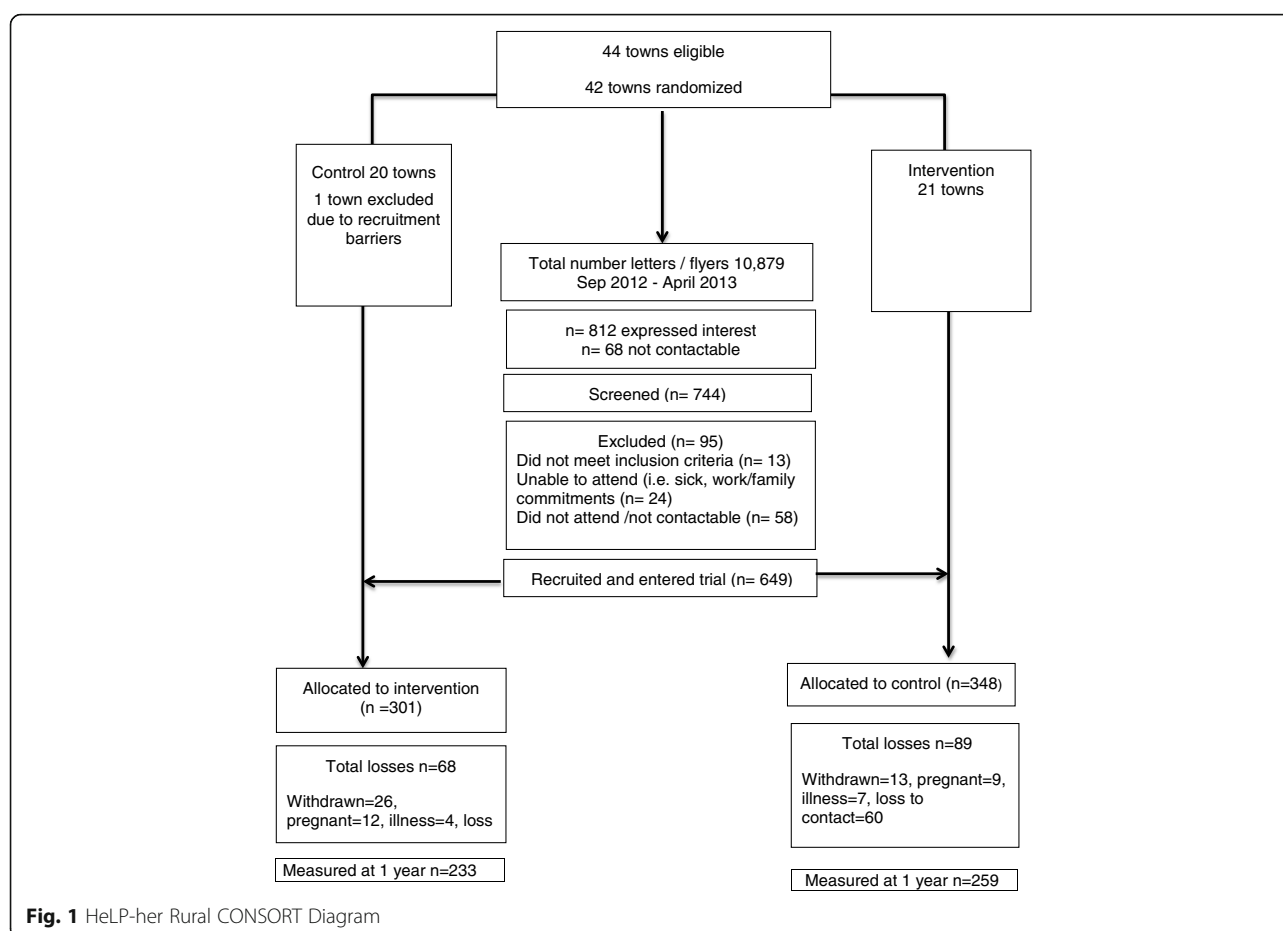 44 towns eligible
42 towns randomized
Control 20 towns
1 town excluded
due to recruitment
barriers
Intervention
21 towns
Total number letters / flyers 10,879
Sep 2012 - April 2013
n= 812 expressed interest
n= 68 not contactable
Screened (n= 744)
Excluded (n= 95)
Did not meet inclusion criteria (n= 13)
Unable to attend (i.e. sick, work/family
commitments (n= 24)
Did not attend /not contactable (n= 58)
Recruited and entered trial (n= 649)
Allocated to intervention
(n =301)
Total losses n=68
Withdrawn=26,
pregnant=12, illness=4, loss
Measured at 1 year n=233
Allocated to control (n=348)
Total losses n=89
Withdrawn=13, pregnant=9,
illness=7, loss to
contact=60
Measured at 1 year n=259
Fig. 1 HeLP-her Rural CONSORT Diagram